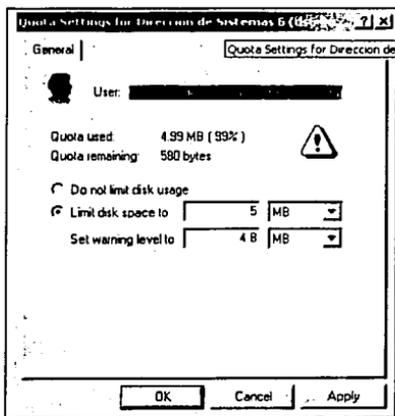 Quota Settings for Direccion de Sistemas 6
General
Quota Settings for Direccion de
User:
Quota used: 4.99 MB (99%)
Quota remaining: 580 bytes
Do not limit disk usage
Limit disk space to 5 MB
Set warning level to 4 8 MB
OK Cancel Apply